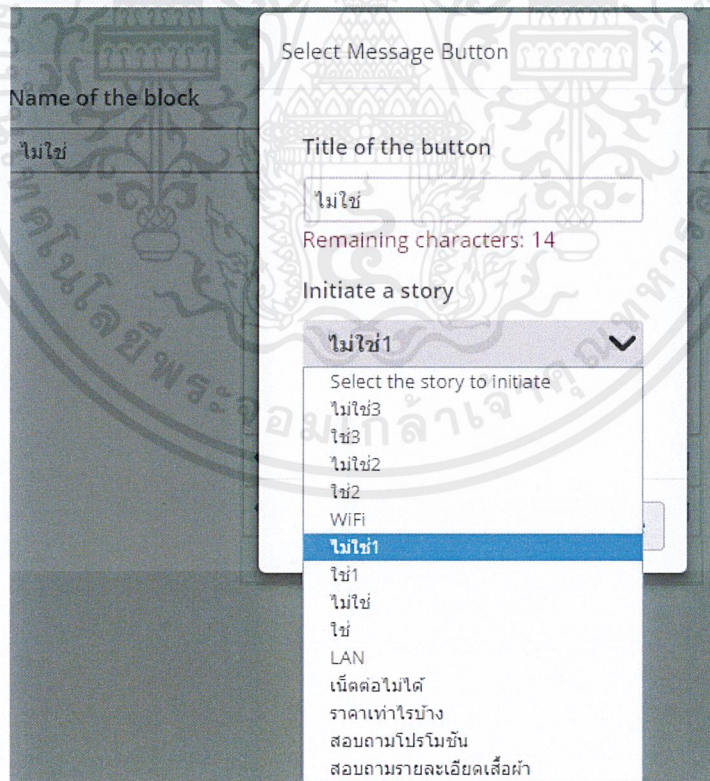 Select Message Button
Name of the block
ไม่ใช่
Title of the button
ไม่ใช่
Remaining characters: 14
Initiate a story
ไม่ใช่1
Select the story to initiate
ไม่ใช่3
ใช่3
ไม่ใช่2
ใช่2
WiFi
ไม่ใช่1
ใช่1
ไม่ใช่
ใช่
LAN
เน็ตต่อไม่ได้
ราคาเท่าไรบ้าง
สอบถามโปรโมชัน
สอบถามรายละเอียดเสื้อผ้า